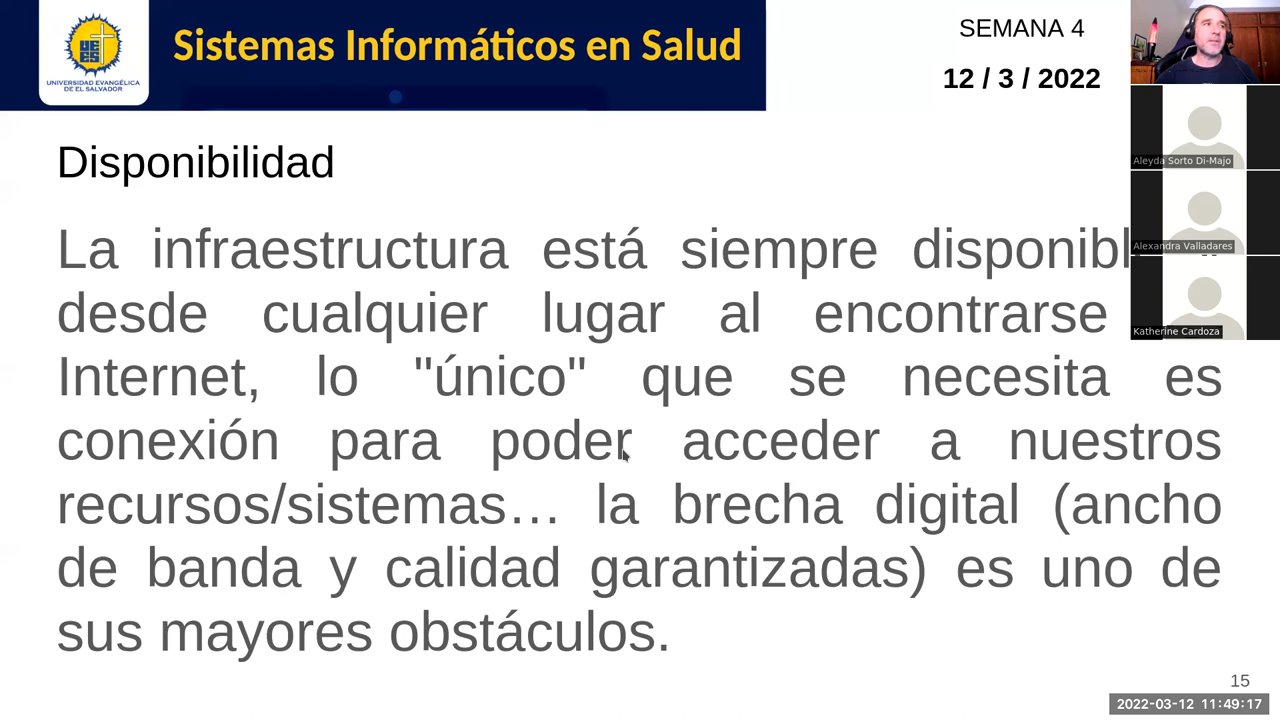 UNIVERSIDAD EVANGÉLICA
DE EL SALVADOR
Sistemas Informáticos en Salud
SEMANA 4
12 / 3 / 2022
Disponibilidad
La infraestructura está siempre
desde cualquier lugar al encontrarse
Internet, lo "único" que se necesita es
conexión para poder acceder a nuestros
recursos/sistemas… la brecha digital (ancho
de banda y calidad garantizadas) es uno de
sus mayores obstáculos.
Aleyda Sorto Di-Majo
Alexandra Valladares
Katherine Cardoza
15
2022-03-12 11:49:17